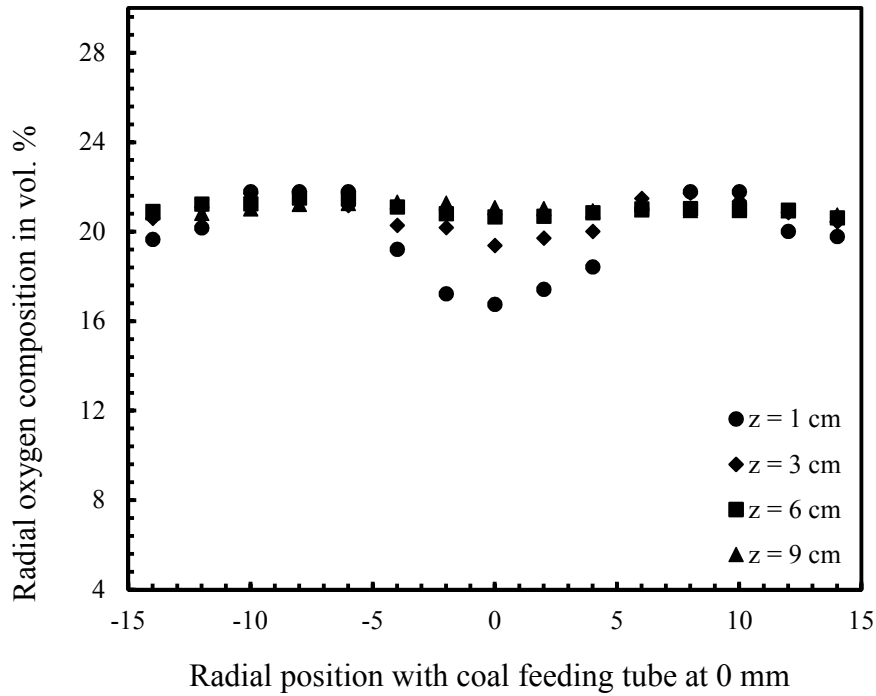 Radial oxygen composition in vol. %
28
24
20
16
12
8
4
-15 -10 -5 0 5 10 15
z = 1 cm
z = 3 cm
z = 6 cm
z = 9 cm
Radial position with coal feeding tube at 0 mm